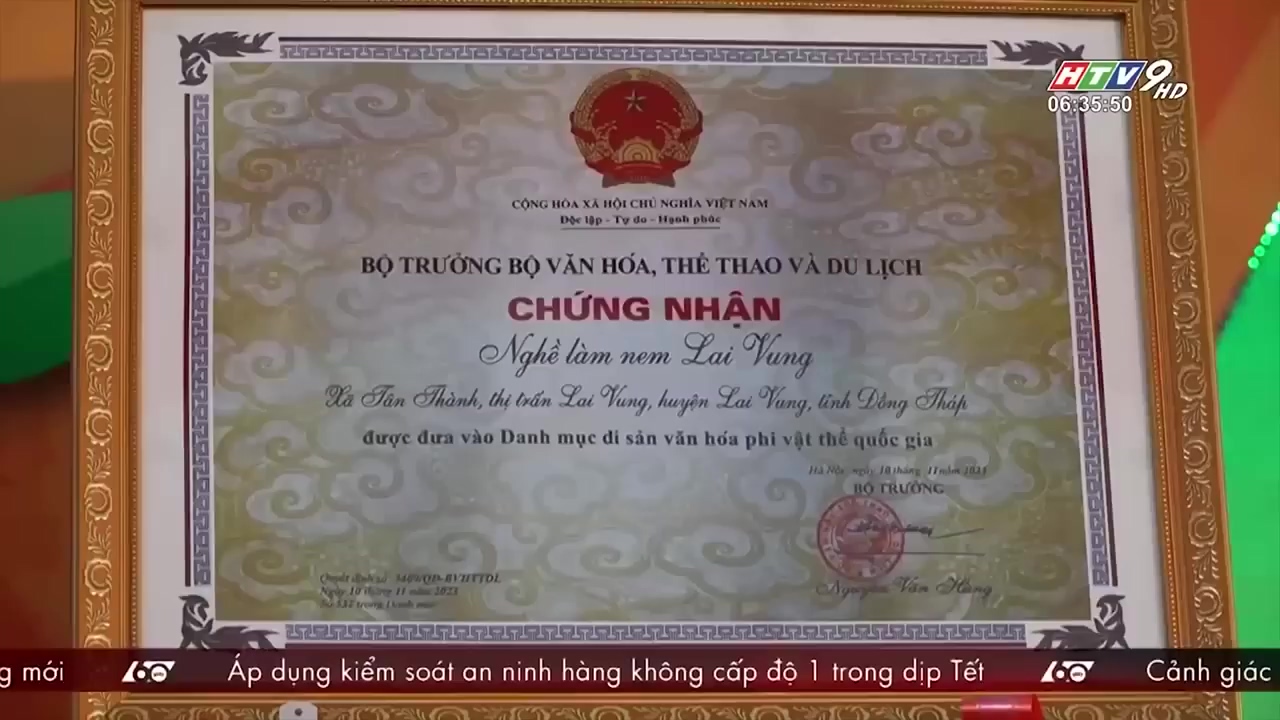 HTV9 HD
06:35:50
CỘNG HÒA XÃ HỘI CHỦ NGHĨA VIỆT NAM
Độc lập - Tự do - Hạnh phúc
BỘ TRƯỞNG BỘ VĂN HÓA, THỂ THAO VÀ DU LỊCH
CHỨNG NHẬN
Nghề làm nem Lai Vung
Xã Tân Thành, thị trấn Lai Vung, huyện Lai Vung, tỉnh Đồng Tháp
được đưa vào Danh mục di sản văn hóa phi vật thể quốc gia
Hà Nội, ngày 10 tháng 11 năm 2023
BỘ TRƯỞNG
Nguyễn Văn Hùng
Quyết định số: /QĐ-BVHTTDL
Ngày 10 tháng 11 năm 2023
Số 537 trong Danh mục
g mới
60 Áp dụng kiểm soát an ninh hàng không cấp độ 1 trong dịp Tết
60 Cảnh giác